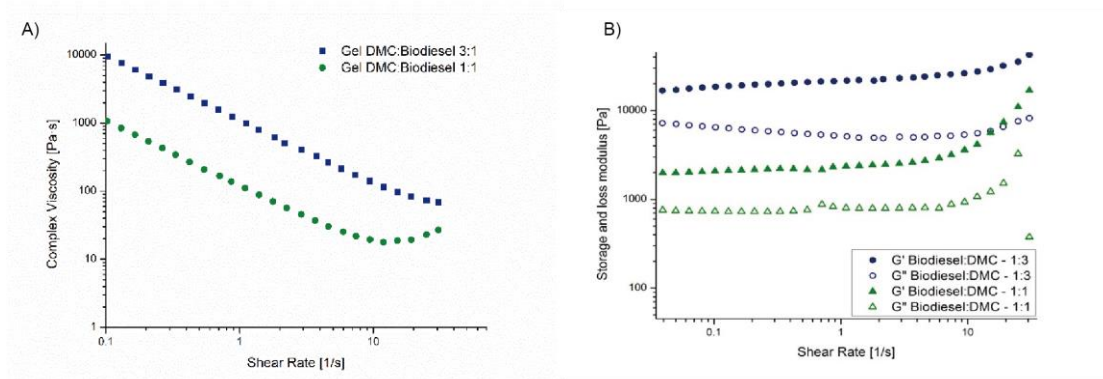 A)
Gel DMC:Biodiesel 3:1
Gel DMC:Biodiesel 1:1
Complex Viscosity [Pa·s]
10000
1000
100
10
1
0.1
1
10
Shear Rate [1/s]
B)
Storage and loss modulus [Pa]
10000
1000
100
0.1
1
10
Shear Rate [1/s]
G' Biodiesel:DMC - 1:3
G" Biodiesel:DMC - 1:3
G' Biodiesel:DMC - 1:1
G" Biodiesel:DMC - 1:1